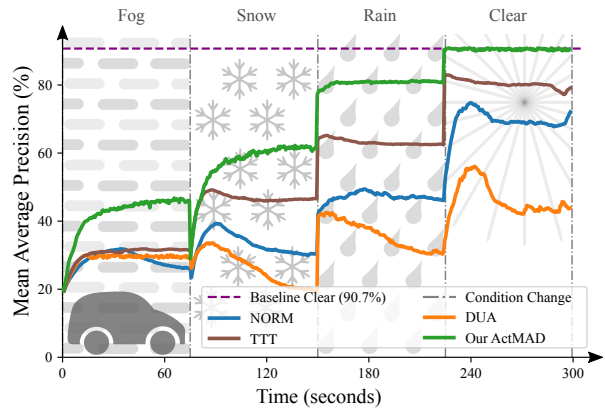 Fog Snow Rain Clear
Mean Average Precision (%)
80
60
40
20
0
Baseline Clear (90.7%)
NORM
TTT
Condition Change
DUA
Our ActMAD
0 60 120 180 240 300
Time (seconds)